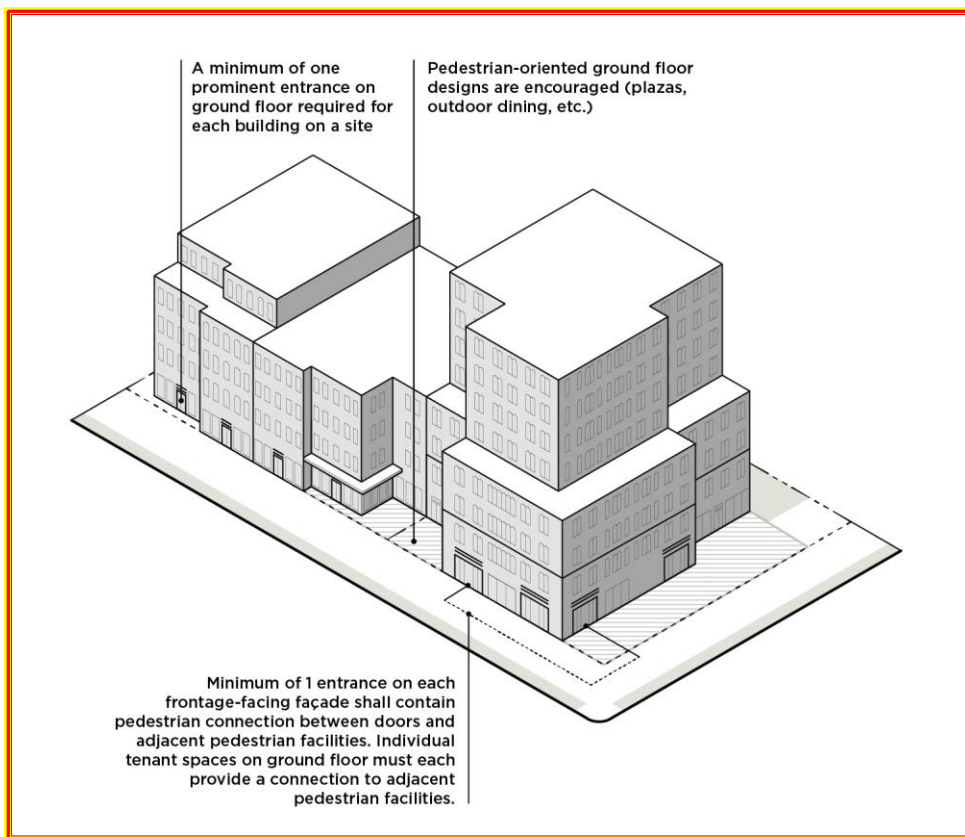 A minimum of one
prominent entrance on
ground floor required for
each building on a site
Pedestrian-oriented ground floor
designs are encouraged (plazas,
outdoor dining, etc.)
Minimum of 1 entrance on each
frontage-facing façade shall contain
pedestrian connection between doors and
adjacent pedestrian facilities. Individual
tenant spaces on ground floor must each
provide a connection to adjacent
pedestrian facilities.